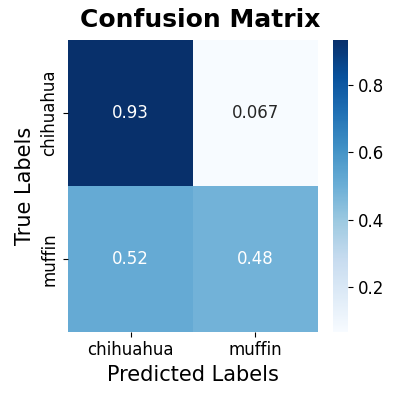 Confusion Matrix
True Labels
chihuahua
0.93 0.067
muffin
0.52 0.48
chihuahua muffin
Predicted Labels
0.8
0.6
0.4
0.2